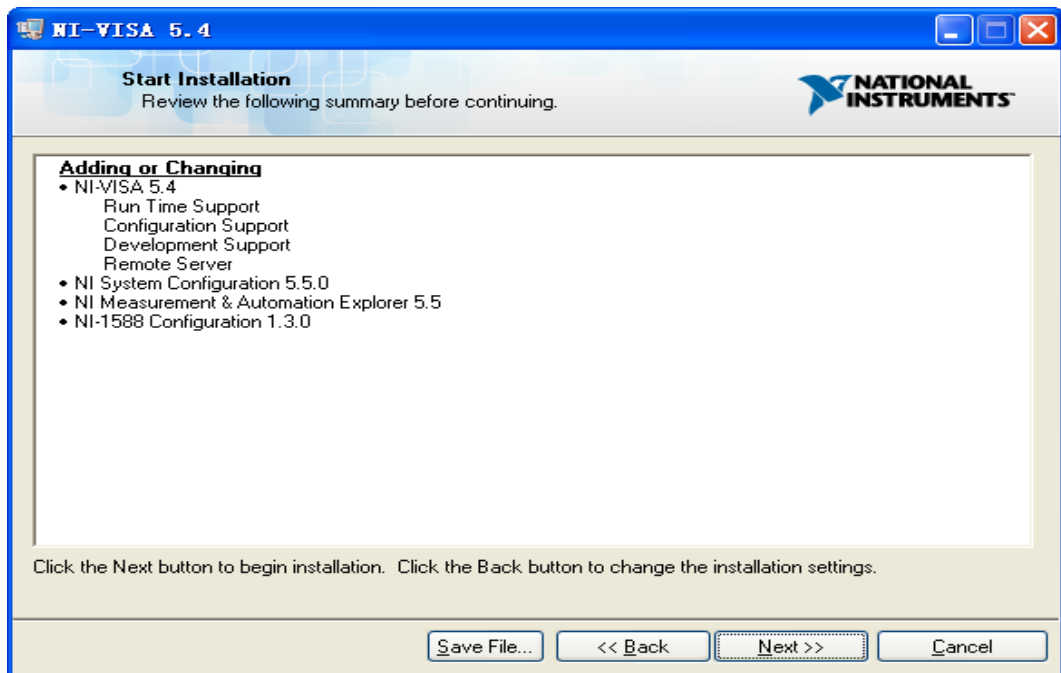 NI-VISA 5.4
Start Installation
Review the following summary before continuing.
NATIONAL
INSTRUMENTS™
Adding or Changing
• NI-VISA 5.4
Run Time Support
Configuration Support
Development Support
Remote Server
• NI System Configuration 5.5.0
• NI Measurement & Automation Explorer 5.5
• NI-1588 Configuration 1.3.0
Click the Next button to begin installation. Click the Back button to change the installation settings.
Save File... << Back Next >> Cancel